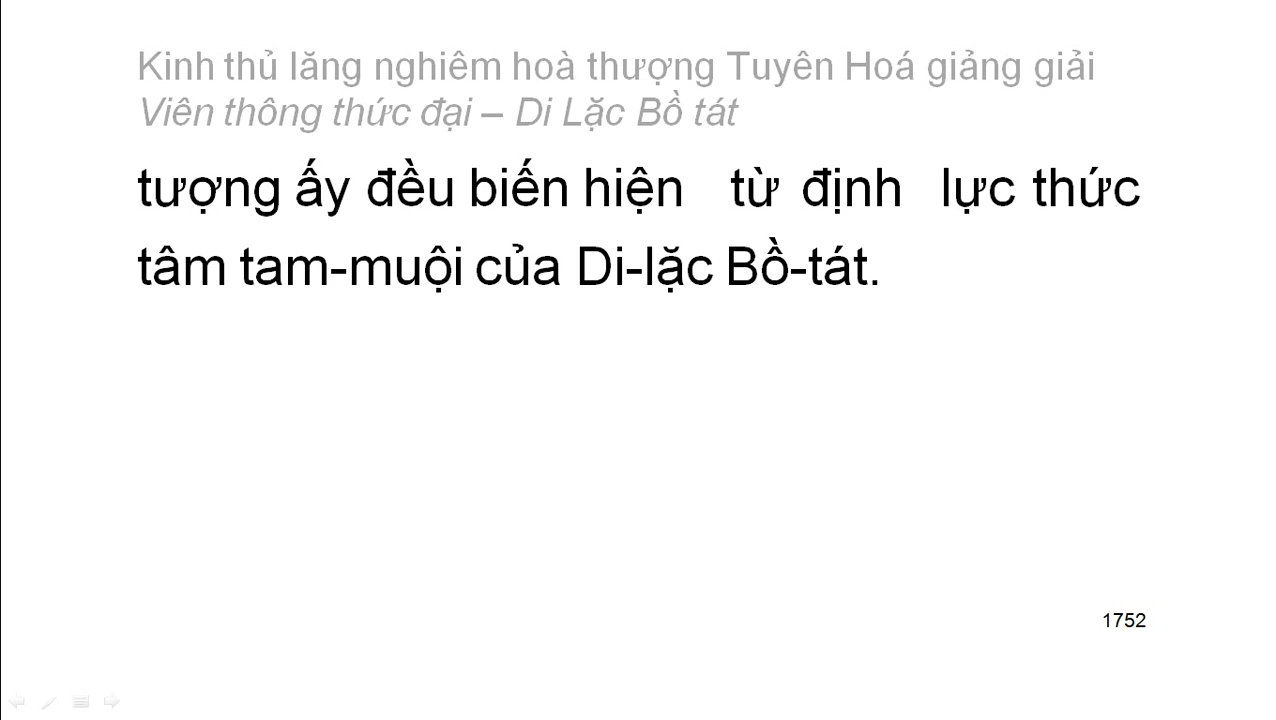 Kinh thủ lăng nghiêm hoà thượng Tuyên Hoá giảng giải
Viên thông thức đại – Di Lặc Bồ tát
tượng ấy đều biến hiện từ định lực thức
tâm tam-muội của Di-lặc Bồ-tát.
1752